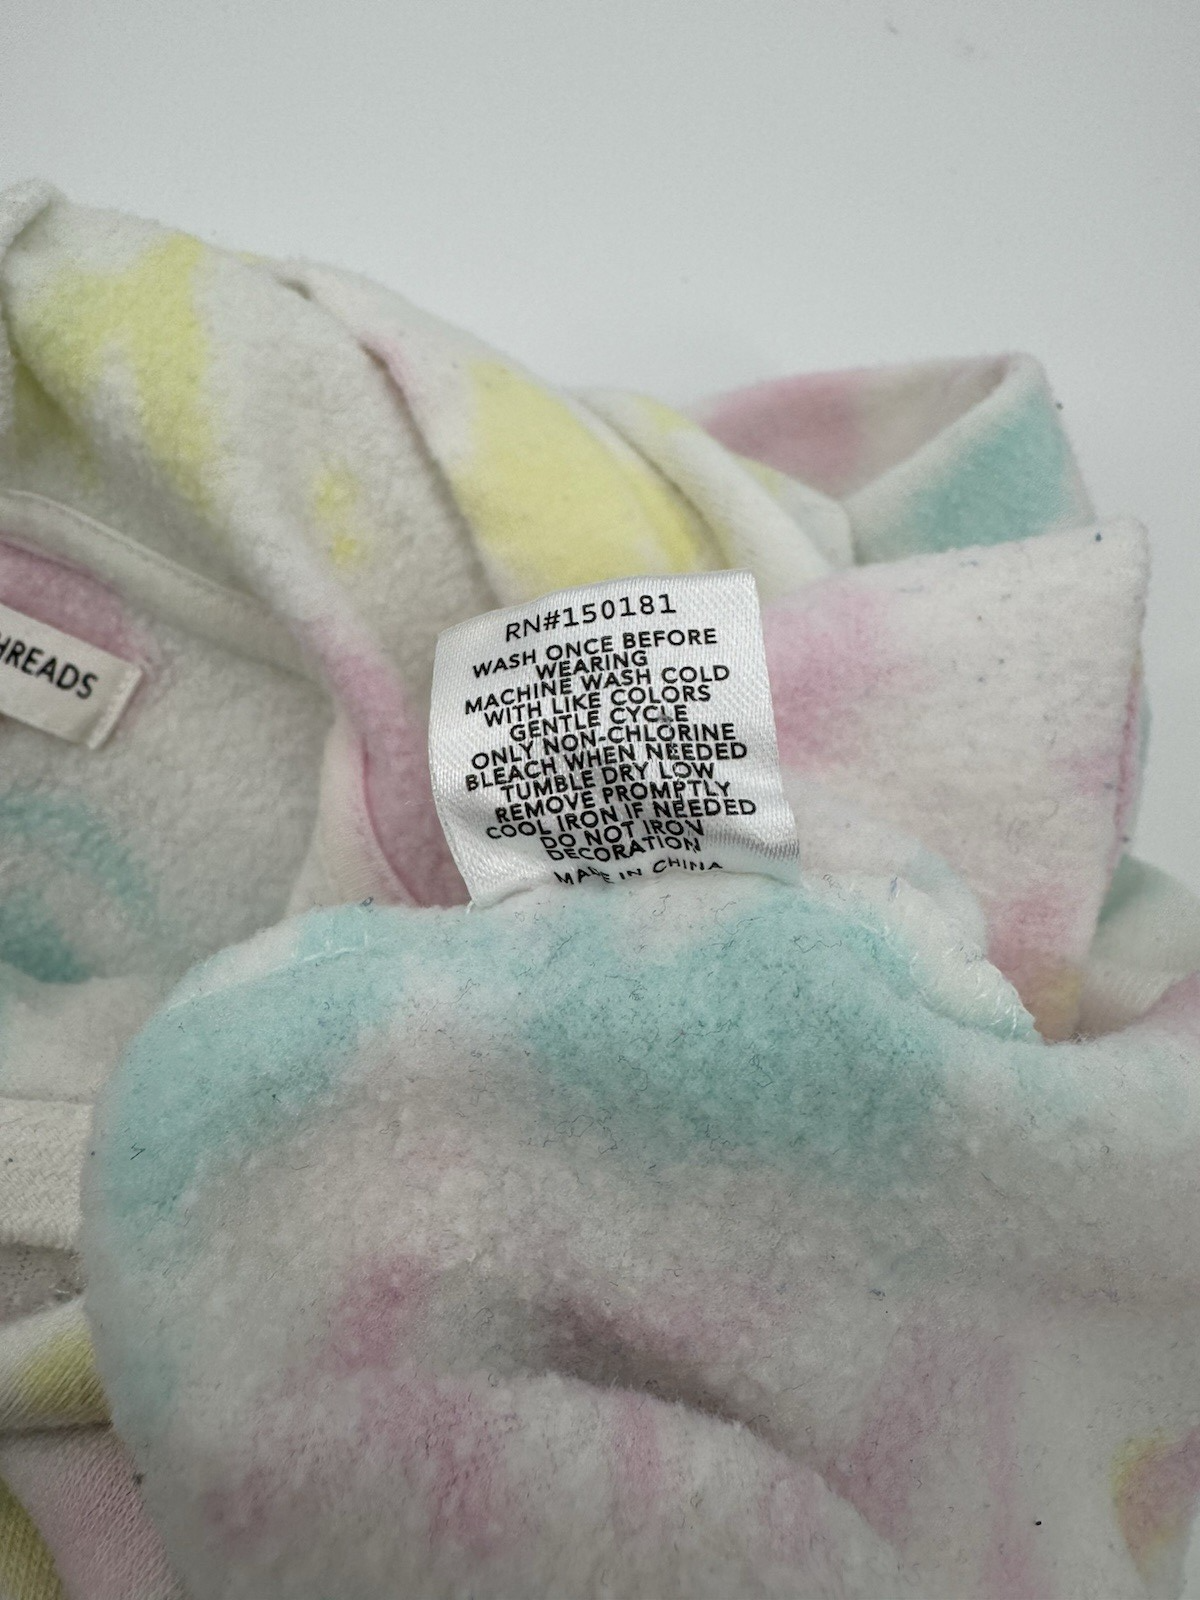 HREADS
RN#150181
WASH ONCE BEFORE
WEARING
MACHINE WASH COLD
WITH LIKE COLORS
GENTLE CYCLE
ONLY NON-CHLORINE
BLEACH WHEN NEEDED
TUMBLE DRY LOW
REMOVE PROMPTLY
COOL IRON IF NEEDED
DO NOT IRON
DECORATION
MADE IN CHINA